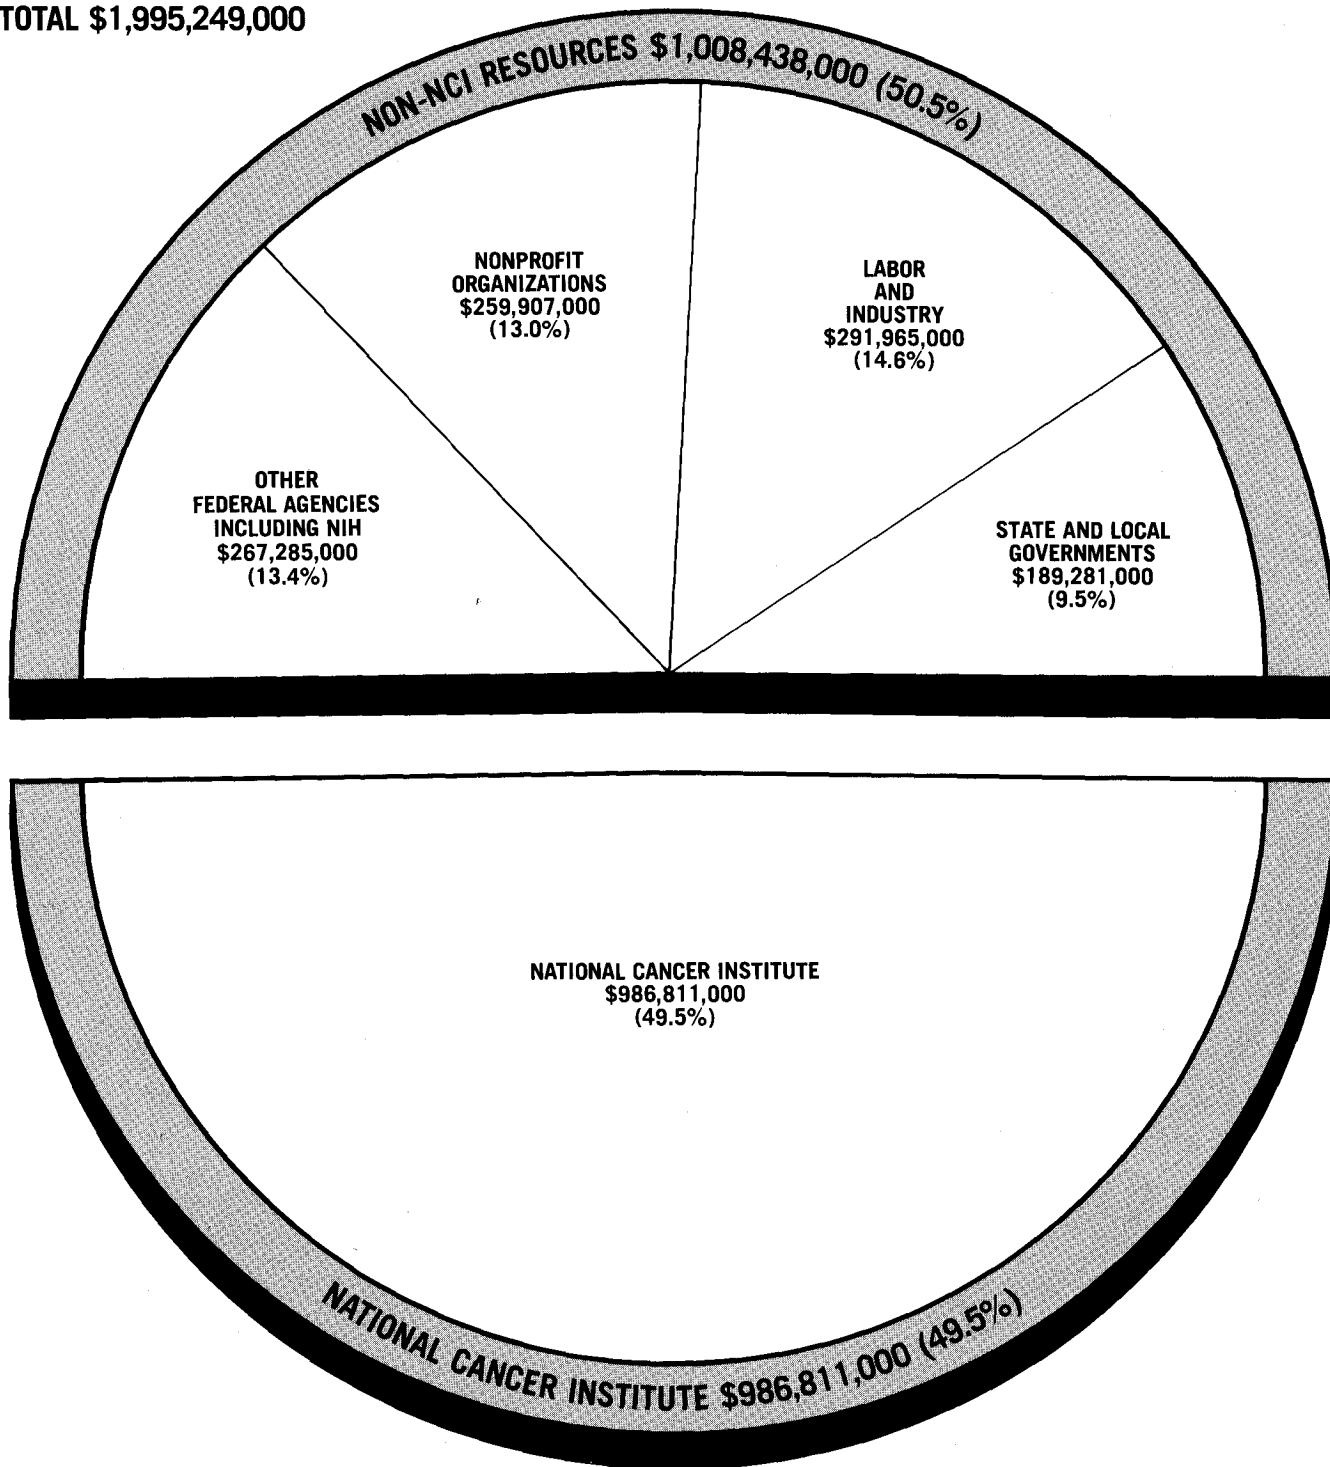 TOTAL $1,995,249,000
NON-NCI RESOURCES $1,008,438,000 (50.5%)
NONPROFIT
ORGANIZATIONS
$259,907,000
(13.0%)
LABOR
AND
INDUSTRY
$291,965,000
(14.6%)
OTHER
FEDERAL AGENCIES
INCLUDING NIH
$267,285,000
(13.4%)
STATE AND LOCAL
GOVERNMENTS
$189,281,000
(9.5%)
NATIONAL CANCER INSTITUTE
$986,811,000
(49.5%)
NATIONAL CANCER INSTITUTE $986,811,000 (49.5%)